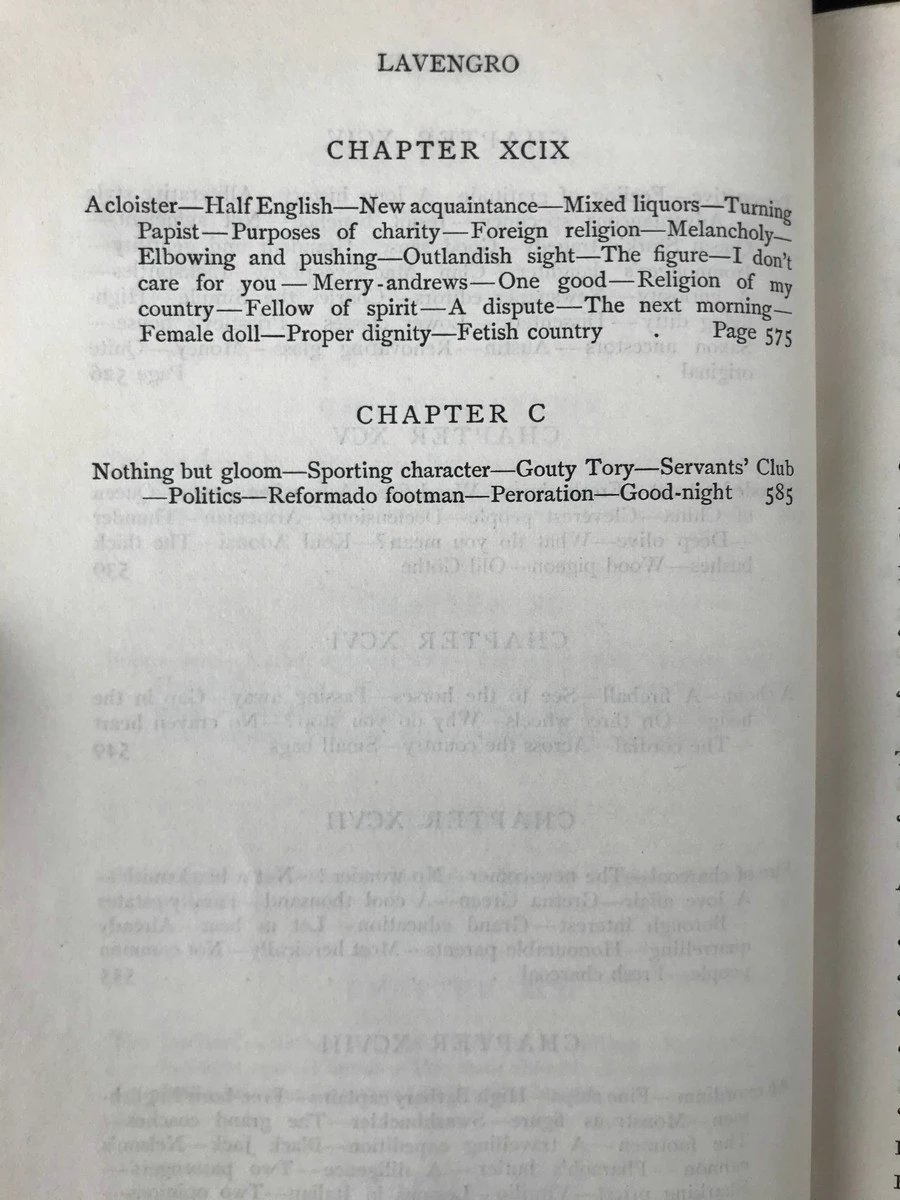 LAVENGRO
CHAPTER XCIX
A cloister—Half English—New acquaintance—Mixed liquors—Turning
Papist—Purposes of charity—Foreign religion—Melancholy—
Elbowing and pushing—Outlandish sight—The figure—I don't
care for you—Merry-andrews—One good—Religion of my
country—Fellow of spirit—A dispute—The next morning—
Female doll—Proper dignity—Fetish country . Page 575
CHAPTER C
Nothing but gloom—Sporting character—Gouty Tory—Servants' Club
—Politics—Reformado footman—Peroration—Good-night 585